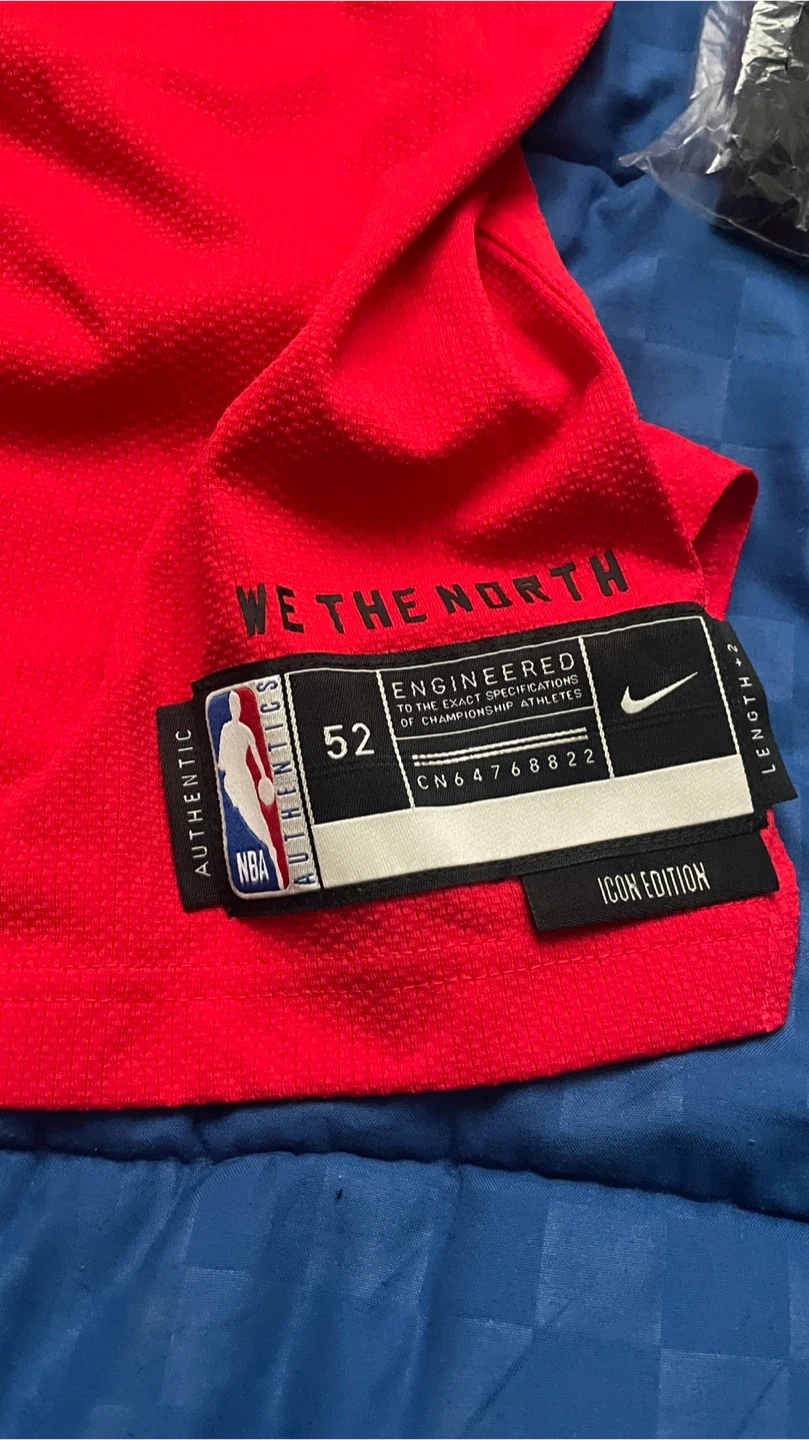 WE THE NORTH
AUTHENTIC
NBA
AUTHENTICS
52
ENGINEERED
TO THE EXACT SPECIFICATIONS
OF CHAMPIONSHIP ATHLETES
CN64768822
LENGTH +2
ICON EDITION